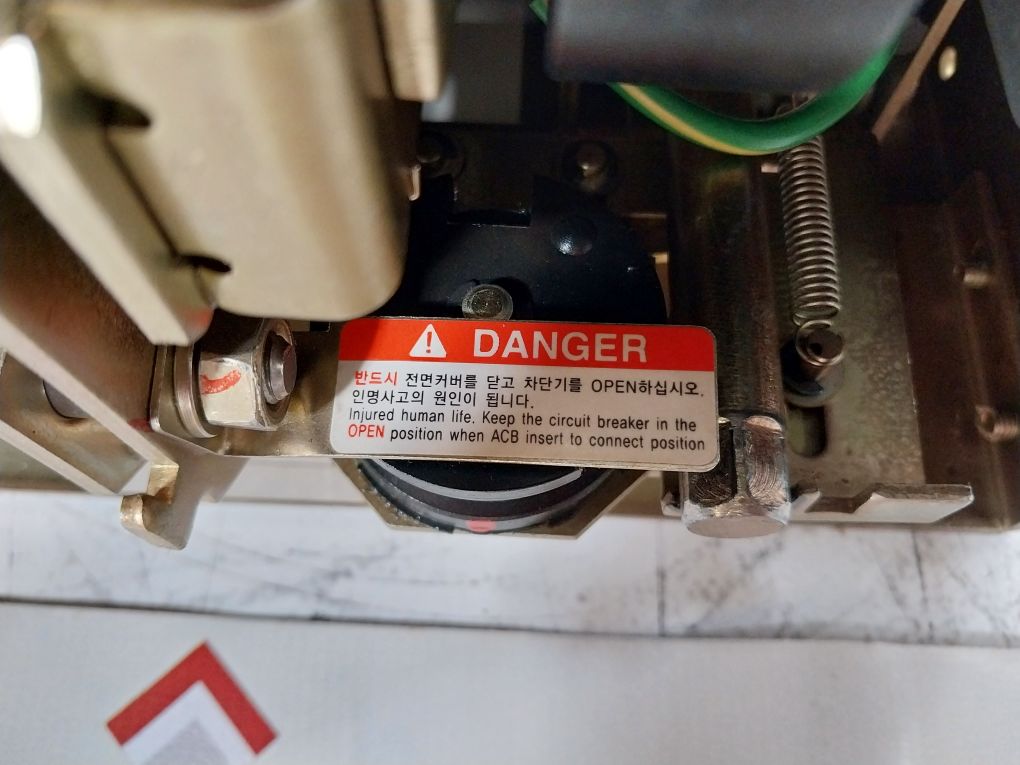 DANGER
반드시 전면커버를 닫고 차단기를 OPEN하십시오.
인명사고의 원인이 됩니다.
Injured human life. Keep the circuit breaker in the
OPEN position when ACB insert to connect position